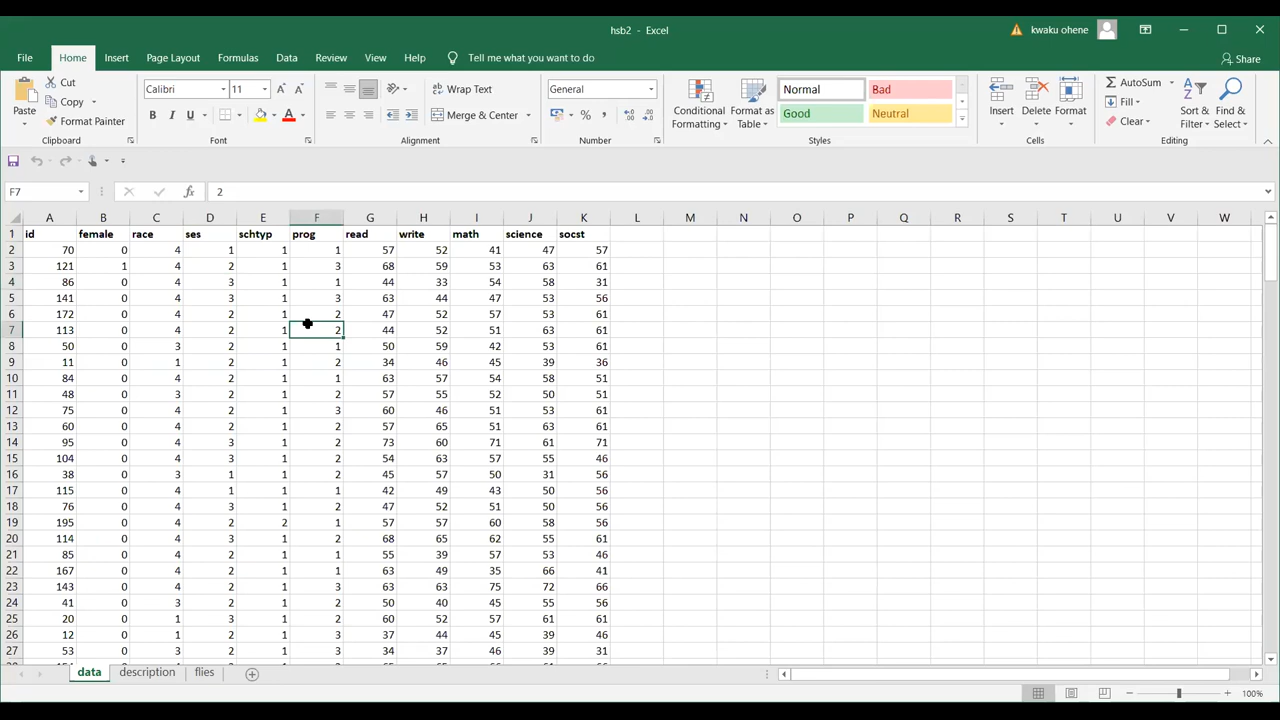 hsb2 - Excel
kwaku ohene
File Home Insert Page Layout Formulas Data Review View Help Tell me what you want to do Share
Paste Cut Copy Format Painter Clipboard
Calibri 11 B I U A A A Font
Wrap Text Merge & Center Alignment
General % , Number
Conditional Formatting Format as Table Normal Bad Good Neutral Styles
Insert Delete Format Cells
AutoSum Fill Clear Sort & Filter Find & Select Editing
F7 fx 2
A B C D E F G H I J K L M N O P Q R S T U V W
1 id female race ses schtyp prog read write math science socst
2 70 0 4 1 1 1 57 52 41 47 57
3 121 1 4 2 1 3 68 59 53 63 61
4 86 0 4 3 1 1 44 33 54 58 31
5 141 0 4 3 1 3 63 44 47 53 56
6 172 0 4 2 1 2 47 52 57 53 61
7 113 0 4 2 1 2 44 52 51 63 61
8 50 0 3 2 1 1 50 59 42 53 61
9 11 0 1 2 1 2 34 46 45 39 36
10 84 0 4 2 1 1 63 57 54 58 51
11 48 0 3 2 1 2 57 55 52 50 51
12 75 0 4 2 1 3 60 46 51 53 61
13 60 0 4 2 1 2 57 65 51 63 61
14 95 0 4 3 1 2 73 60 71 61 71
15 104 0 4 3 1 2 54 63 57 55 46
16 38 0 3 1 1 2 45 57 50 31 56
17 115 0 4 1 1 1 42 49 43 50 56
18 76 0 4 3 1 2 47 52 51 50 56
19 195 0 4 2 2 1 57 57 60 58 56
20 114 0 4 3 1 2 68 65 62 55 61
21 85 0 4 2 1 1 55 39 57 53 46
22 167 0 4 2 1 1 63 49 35 66 41
23 143 0 4 2 1 3 63 63 75 72 66
24 41 0 3 2 1 2 50 40 45 55 56
25 20 0 1 3 1 2 60 52 57 61 61
26 12 0 1 2 1 3 37 44 45 39 46
27 53 0 3 2 1 3 34 37 46 39 31
data description flies
100%